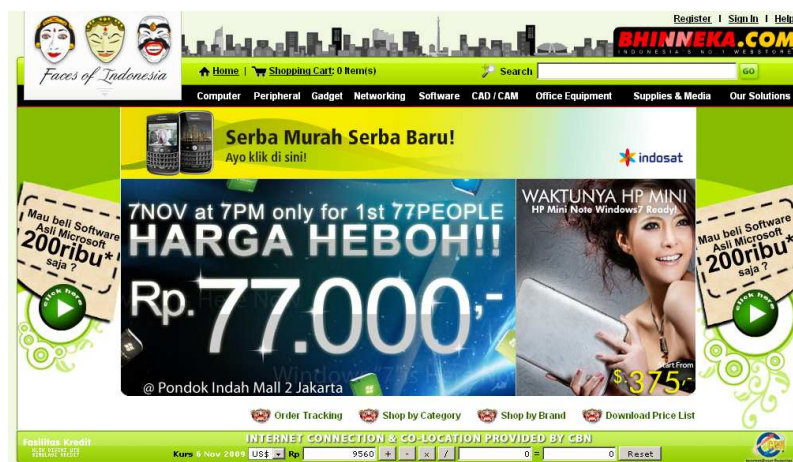 Register | Sign In | Help
BHINNEKA.COM
INDONESIA'S NO.1 WEBSTORE
Faces of Indonesia
Home | Shopping Cart: 0 Item(s)
Search
GO
Computer Peripheral Gadget Networking Software CAD / CAM Office Equipment Supplies & Media Our Solutions
Serba Murah Serba Baru!
Ayo klik di sini!
indosat
Mau beli Software
Asli Microsoft
200ribu*
saja ?
click here
7NOV at 7PM only for 1st 77PEOPLE
HARGA HEBOH!!
Rp.77.000,-
@ Pondok Indah Mall 2 Jakarta
WAKTUNYA HP MINI
HP Mini Note Windows7 Ready!
Start From
$.375,-
Mau beli Software
Asli Microsoft
200ribu*
saja ?
click here
Order Tracking Shop by Category Shop by Brand Download Price List
INTERNET CONNECTION & CO-LOCATION PROVIDED BY CBN
Fasilitas Kredit
KLIK DISINI UTK
SIMULASI KREDIT
Kurs 6 Nov 2009 US$ Rp 9560 + - x / 0 = 0 Reset
CBN